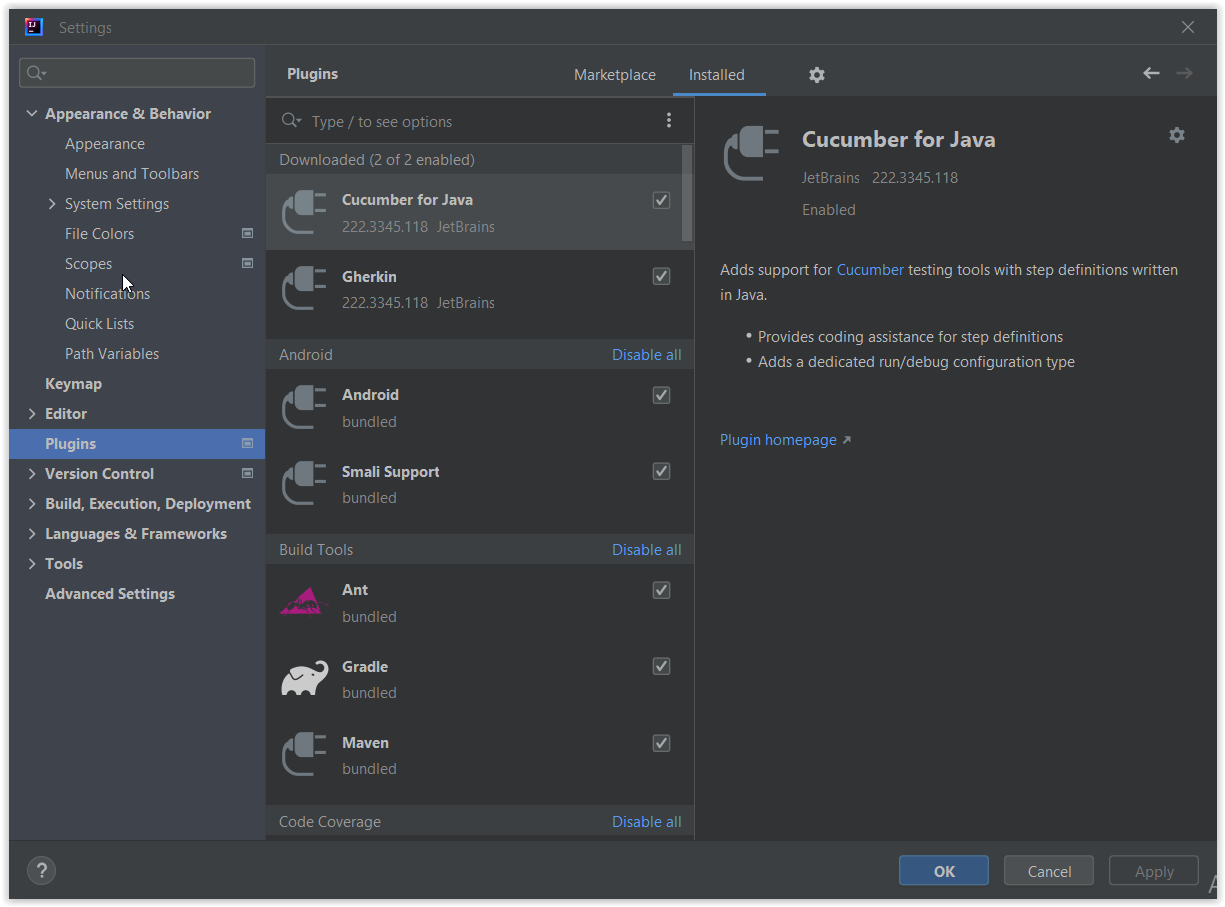 Settings
Appearance & Behavior
Appearance
Menus and Toolbars
System Settings
File Colors
Scopes
Notifications
Quick Lists
Path Variables
Keymap
Editor
Plugins
Version Control
Build, Execution, Deployment
Languages & Frameworks
Tools
Advanced Settings
Plugins Marketplace Installed
Type / to see options
Downloaded (2 of 2 enabled)
Cucumber for Java
222.3345.118 JetBrains
Gherkin
222.3345.118 JetBrains
Android Disable all
Android
bundled
Smali Support
bundled
Build Tools Disable all
Ant
bundled
Gradle
bundled
Maven
bundled
Code Coverage Disable all
Cucumber for Java
JetBrains 222.3345.118
Enabled
Adds support for Cucumber testing tools with step definitions written
in Java.
• Provides coding assistance for step definitions
• Adds a dedicated run/debug configuration type
Plugin homepage ↗
? OK Cancel Apply